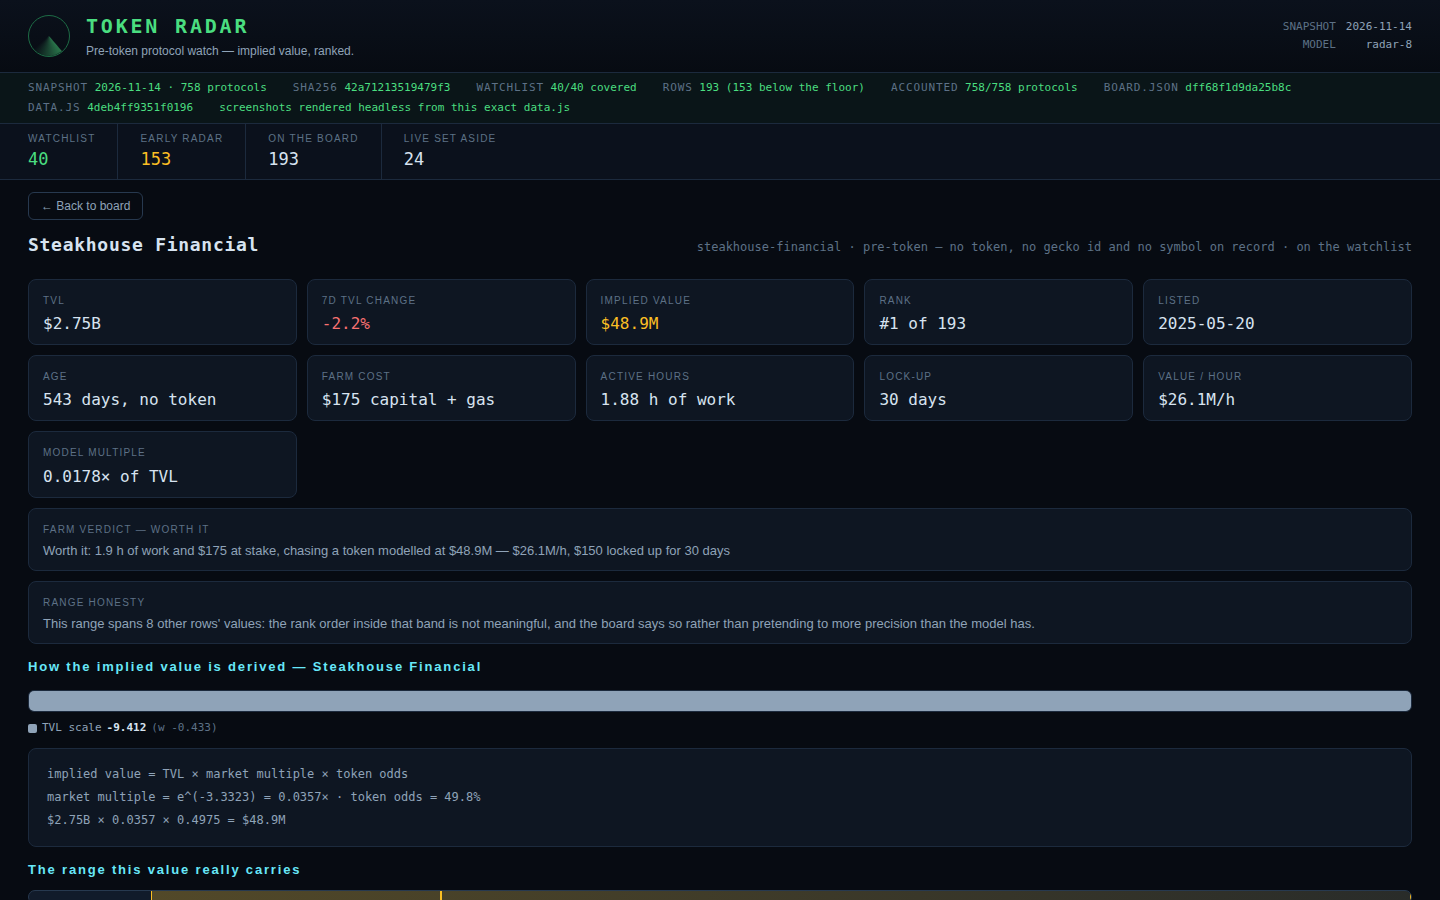 TOKEN RADAR
Pre-token protocol watch — implied value, ranked.
SNAPSHOT 2026-11-14
MODEL radar-8
SNAPSHOT 2026-11-14 · 758 protocols SHA256 42a71213519479f3 WATCHLIST 40/40 covered ROWS 193 (153 below the floor) ACCOUNTED 758/758 protocols BOARD.JSON dff68f1d9da25b8c
DATA.JS 4deb4ff9351f0196 screenshots rendered headless from this exact data.js
WATCHLIST EARLY RADAR ON THE BOARD LIVE SET ASIDE
40 153 193 24
← Back to board
Steakhouse Financial
steakhouse-financial · pre-token — no token, no gecko id and no symbol on record · on the watchlist
TVL 7D TVL CHANGE IMPLIED VALUE RANK LISTED
$2.75B -2.2% $48.9M #1 of 193 2025-05-20
AGE FARM COST ACTIVE HOURS LOCK-UP VALUE / HOUR
543 days, no token $175 capital + gas 1.88 h of work 30 days $26.1M/h
MODEL MULTIPLE
0.0178× of TVL
FARM VERDICT — WORTH IT
Worth it: 1.9 h of work and $175 at stake, chasing a token modelled at $48.9M — $26.1M/h, $150 locked up for 30 days
RANGE HONESTY
This range spans 8 other rows' values: the rank order inside that band is not meaningful, and the board says so rather than pretending to more precision than the model has.
How the implied value is derived — Steakhouse Financial
TVL scale -9.412 (w -0.433)
implied value = TVL × market multiple × token odds
market multiple = e^(-3.3323) = 0.0357× · token odds = 49.8%
$2.75B × 0.0357 × 0.4975 = $48.9M
The range this value really carries